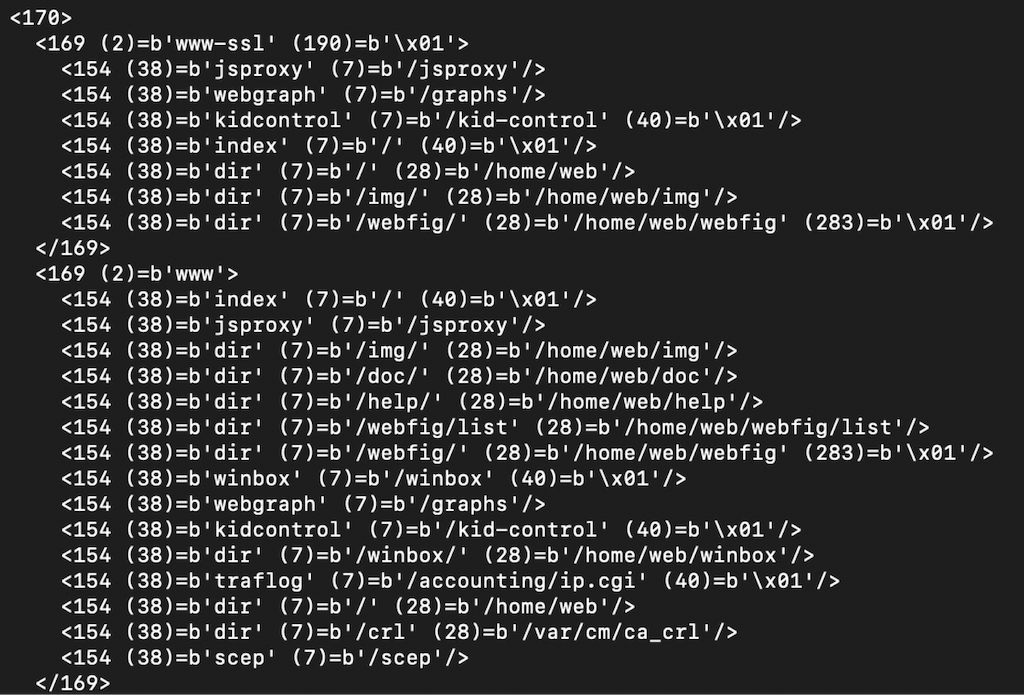 <170>
  <169 (2)=b'www-ssl' (190)=b'\x01'>
    <154 (38)=b'jsproxy' (7)=b'/jsproxy'/>
    <154 (38)=b'webgraph' (7)=b'/graphs'/>
    <154 (38)=b'kidcontrol' (7)=b'/kid-control' (40)=b'\x01'/>
    <154 (38)=b'index' (7)=b'/' (40)=b'\x01'/>
    <154 (38)=b'dir' (7)=b'/' (28)=b'/home/web'/>
    <154 (38)=b'dir' (7)=b'/img/' (28)=b'/home/web/img'/>
    <154 (38)=b'dir' (7)=b'/webfig/' (28)=b'/home/web/webfig' (283)=b'\x01'/>
  </169>
  <169 (2)=b'www'>
    <154 (38)=b'index' (7)=b'/' (40)=b'\x01'/>
    <154 (38)=b'jsproxy' (7)=b'/jsproxy'/>
    <154 (38)=b'dir' (7)=b'/img/' (28)=b'/home/web/img'/>
    <154 (38)=b'dir' (7)=b'/doc/' (28)=b'/home/web/doc'/>
    <154 (38)=b'dir' (7)=b'/help/' (28)=b'/home/web/help'/>
    <154 (38)=b'dir' (7)=b'/webfig/list' (28)=b'/home/web/webfig/list'/>
    <154 (38)=b'dir' (7)=b'/webfig/' (28)=b'/home/web/webfig' (283)=b'\x01'/>
    <154 (38)=b'winbox' (7)=b'/winbox' (40)=b'\x01'/>
    <154 (38)=b'webgraph' (7)=b'/graphs'/>
    <154 (38)=b'kidcontrol' (7)=b'/kid-control' (40)=b'\x01'/>
    <154 (38)=b'dir' (7)=b'/winbox/' (28)=b'/home/web/winbox'/>
    <154 (38)=b'traflog' (7)=b'/accounting/ip.cgi' (40)=b'\x01'/>
    <154 (38)=b'dir' (7)=b'/' (28)=b'/home/web'/>
    <154 (38)=b'dir' (7)=b'/crl' (28)=b'/var/cm/ca_crl'/>
    <154 (38)=b'scep' (7)=b'/scep'/>
  </169>